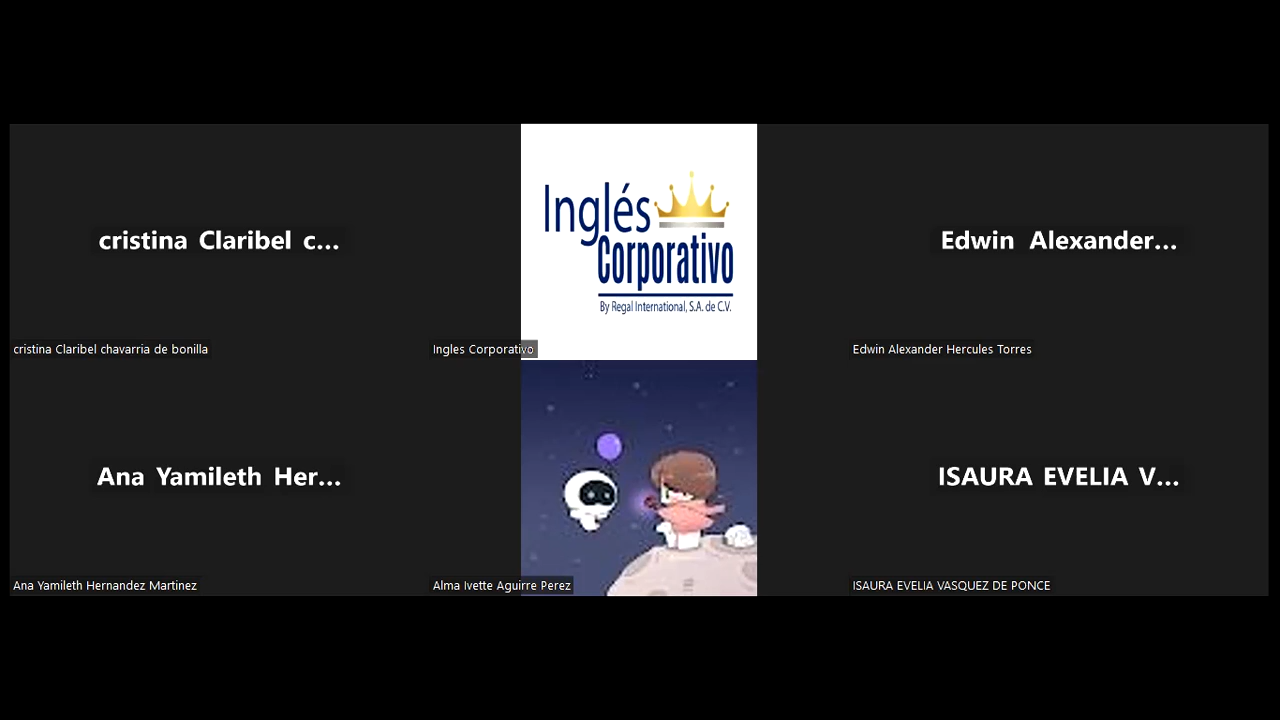 cristina Claribel c...
Inglés
Corporativo
By Regal International, S.A. de C.V.
Edwin Alexander...
cristina Claribel chavarria de bonilla
Ingles Corporativo
Edwin Alexander Hercules Torres
Ana Yamileth Her...
ISAURA EVELIA V...
Ana Yamileth Hernandez Martinez
Alma Ivette Aguirre Perez
ISAURA EVELIA VASQUEZ DE PONCE